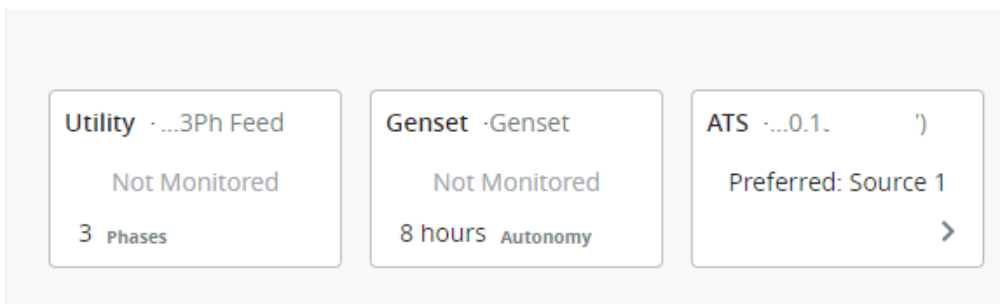 Utility · ...3Ph Feed
Not Monitored
3 Phases
Genset ·Genset
Not Monitored
8 hours Autonomy
ATS ·...0.1. ')
Preferred: Source 1